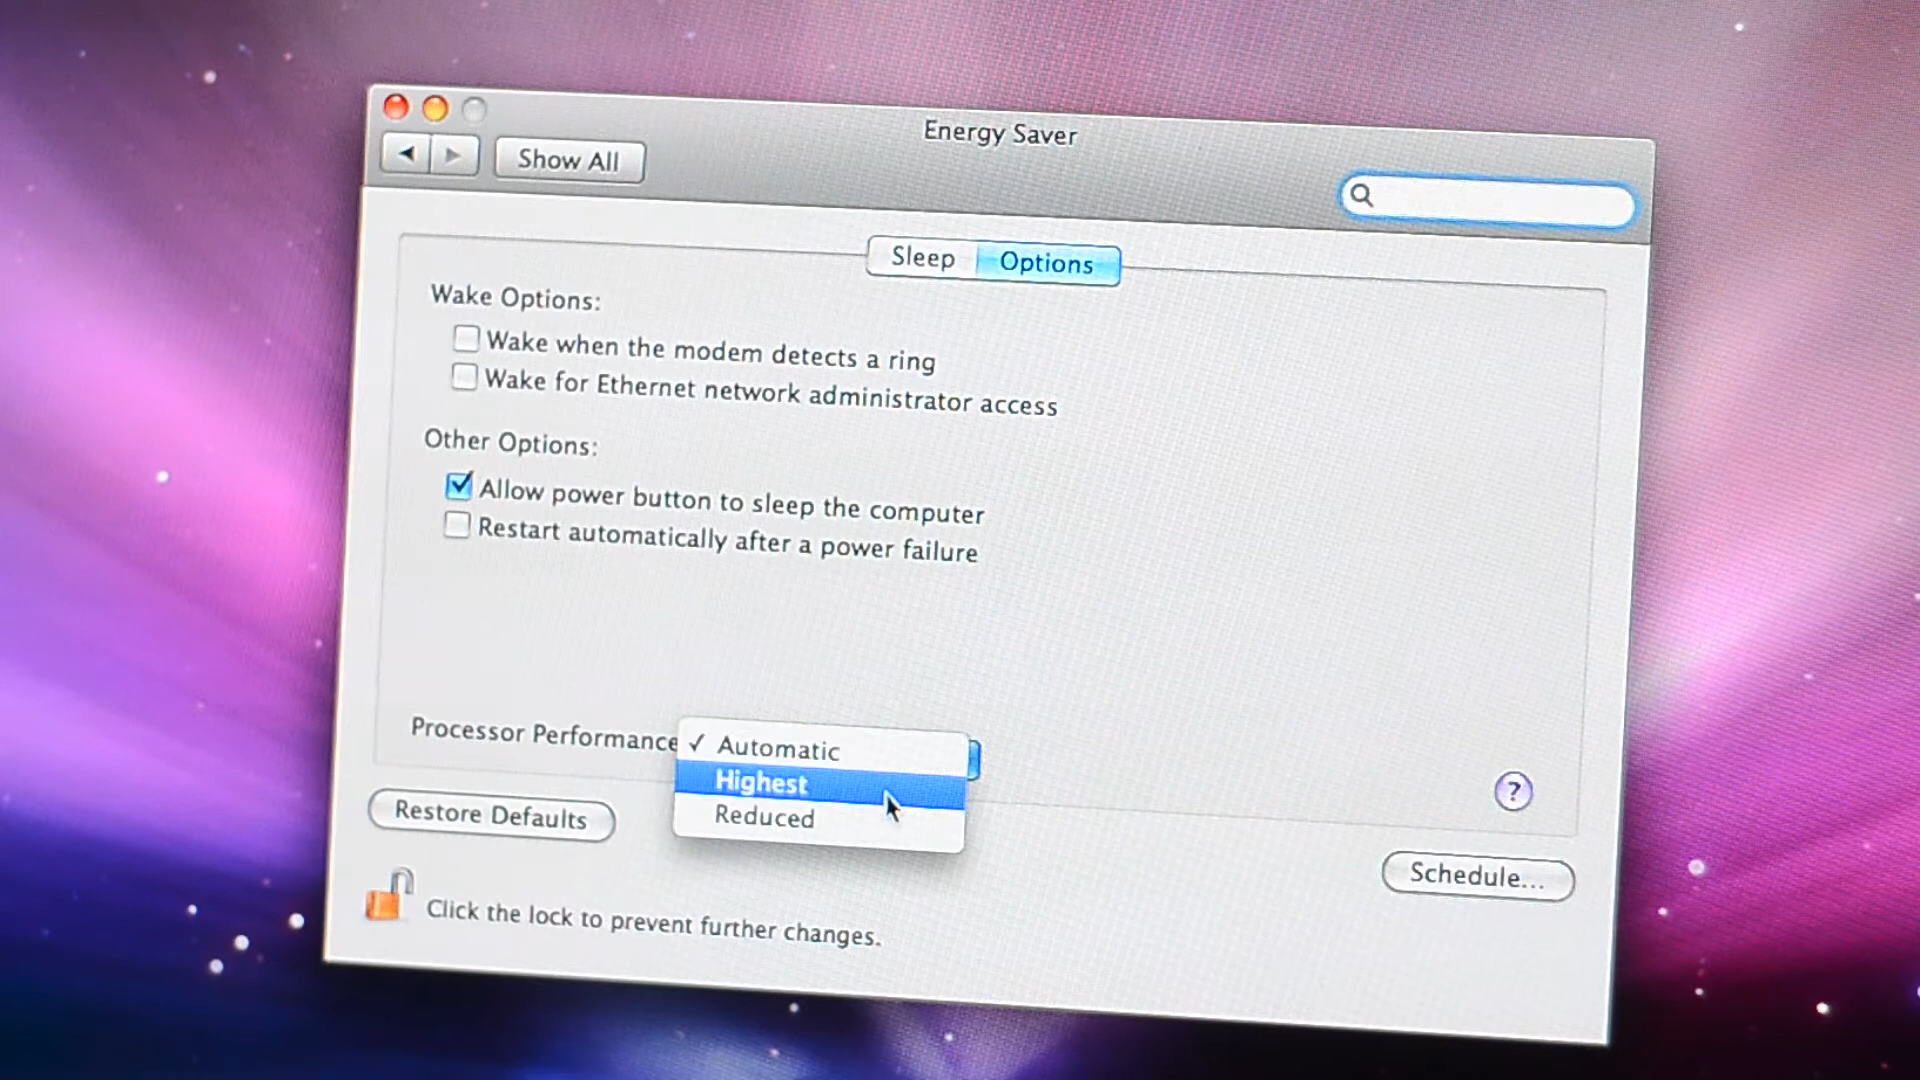 Energy Saver
Show All
Sleep
Options
Wake Options:
Wake when the modem detects a ring
Wake for Ethernet network administrator access
Other Options:
Allow power button to sleep the computer
Restart automatically after a power failure
Processor Performance
✓ Automatic
Highest
Reduced
?
Restore Defaults
Schedule...
Click the lock to prevent further changes.